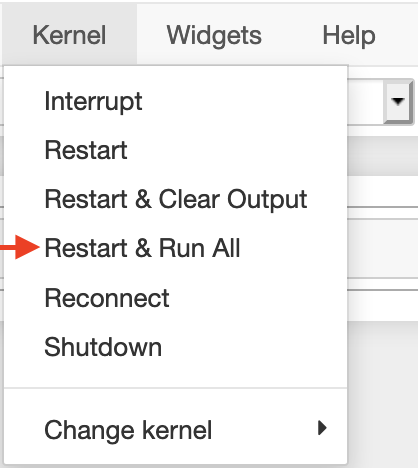 Kernel Widgets Help
Interrupt
Restart
Restart & Clear Output
Restart & Run All
Reconnect
Shutdown
Change kernel